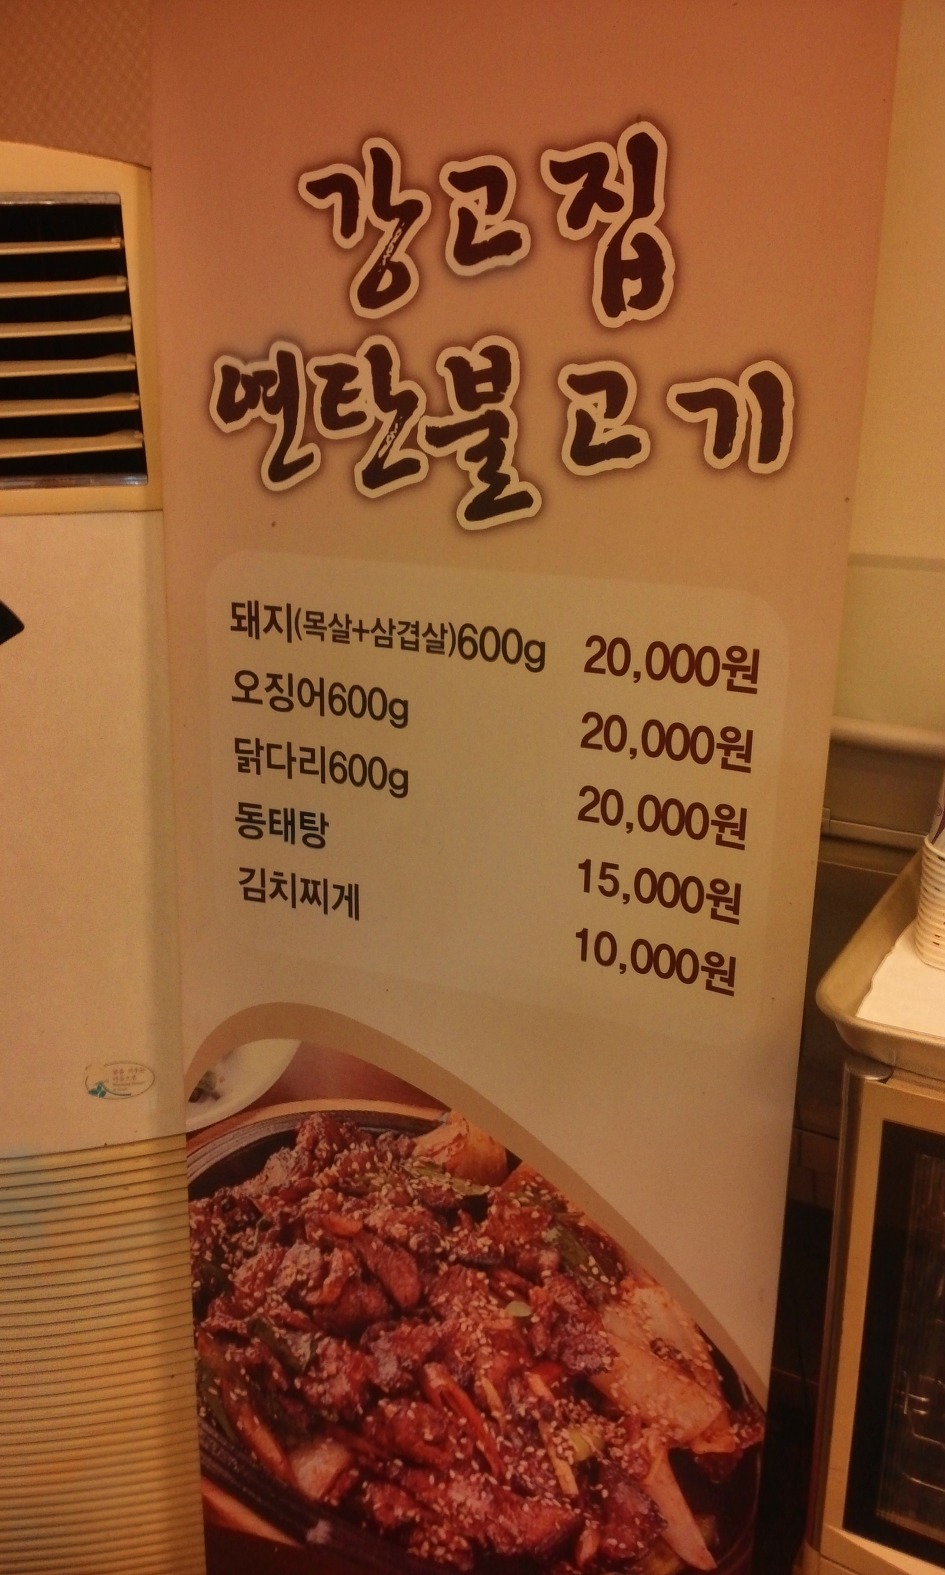 강고집
연탄불고기
돼지(목살+삼겹살)600g 20,000원
오징어600g 20,000원
닭다리600g 20,000원
동태탕 15,000원
김치찌게 10,000원